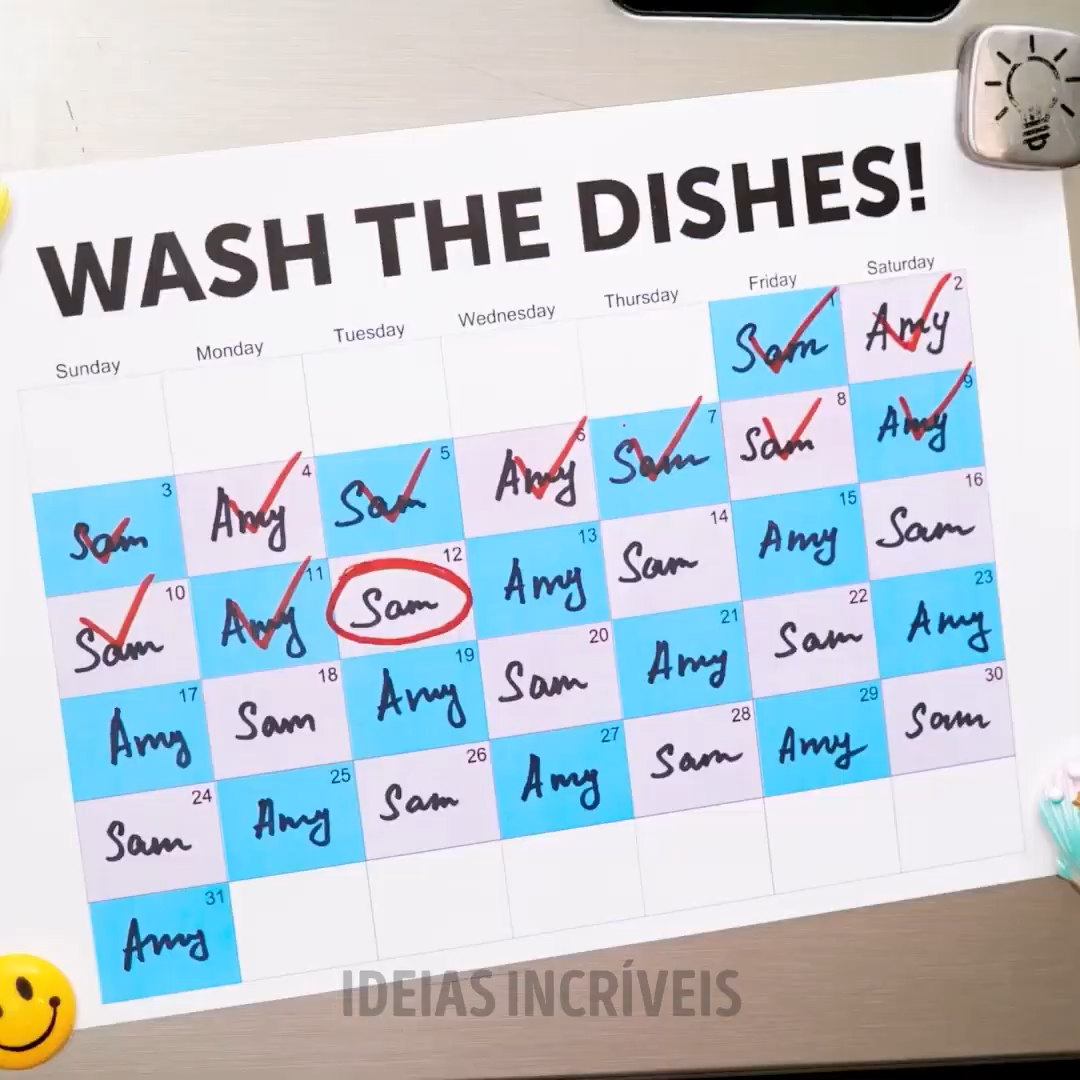 WASH THE DISHES!
Sunday Monday Tuesday Wednesday Thursday Friday Saturday
1 Sam 2 Amy
3 Sam 4 Amy 5 Sam 6 Amy 7 Sam 8 Sam 9 Amy
10 Sam 11 Amy 12 Sam 13 Amy 14 Sam 15 Amy 16 Sam
17 Amy 18 Sam 19 Amy 20 Sam 21 Amy 22 Sam 23 Amy
24 Sam 25 Amy 26 Sam 27 Amy 28 Sam 29 Amy 30 Sam
31 Amy
IDEIAS INCRÍVEIS